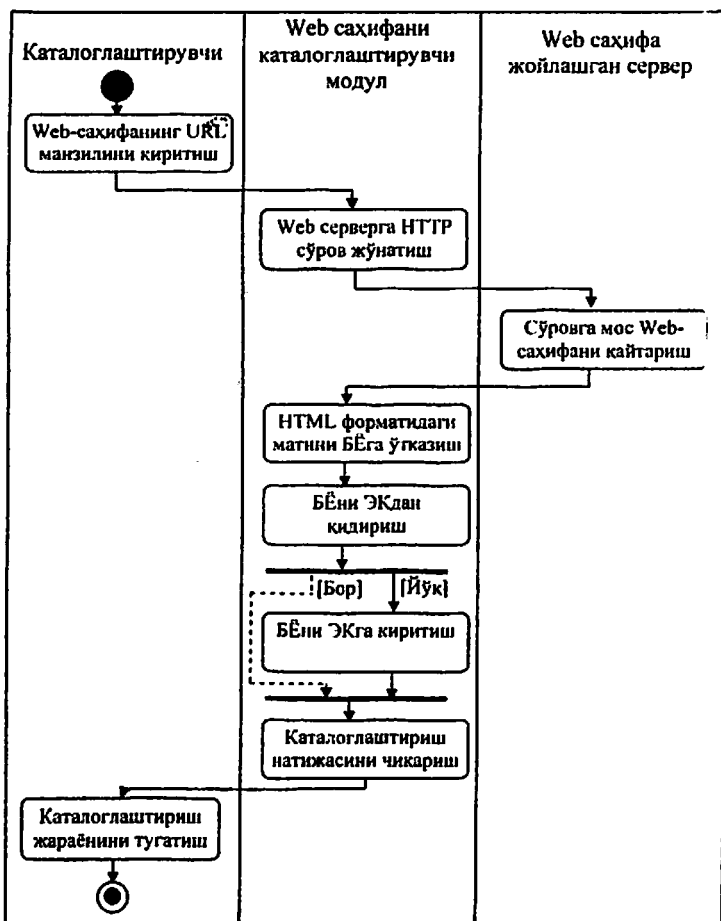 Каталоглаштирувчи
Web саҳифани
каталоглаштирувчи
модул
Web саҳифа
жойлашган сервер
Web-саҳифанинг URL
манзилини киритиш
Web серверга HTTP
сўров жўнатиш
Сўровга мос Web-
саҳифани қайтариш
HTML форматидаги
матнни БЁга ўтказиш
БЁни ЭКдан
қидириш
[Бор]
[Йўқ]
БЁни ЭКга киритиш
Каталоглаштириш
натижасини чиқариш
Каталоглаштириш
жараёнини тугатиш